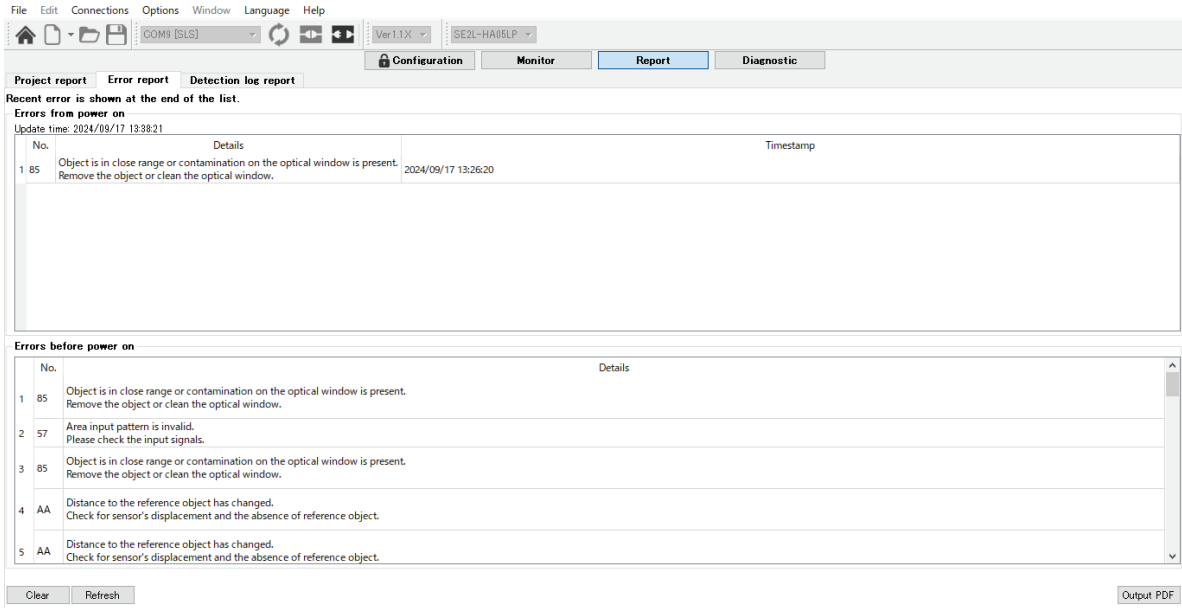 File Edit Connections Options Window Language Help
COM9 [SLS] Ver1.1X SE2L-HA05LP
Configuration Monitor Report Diagnostic
Project report Error report Detection log report
Recent error is shown at the end of the list.
Errors from power on
Update time: 2024/09/17 13:38:21
No. Details Timestamp
1 85 Object is in close range or contamination on the optical window is present. 2024/09/17 13:26:20
Remove the object or clean the optical window.
Errors before power on
No. Details
1 85 Object is in close range or contamination on the optical window is present.
Remove the object or clean the optical window.
2 57 Area input pattern is invalid.
Please check the input signals.
3 85 Object is in close range or contamination on the optical window is present.
Remove the object or clean the optical window.
4 AA Distance to the reference object has changed.
Check for sensor's displacement and the absence of reference object.
5 AA Distance to the reference object has changed.
Check for sensor's displacement and the absence of reference object.
Clear Refresh Output PDF